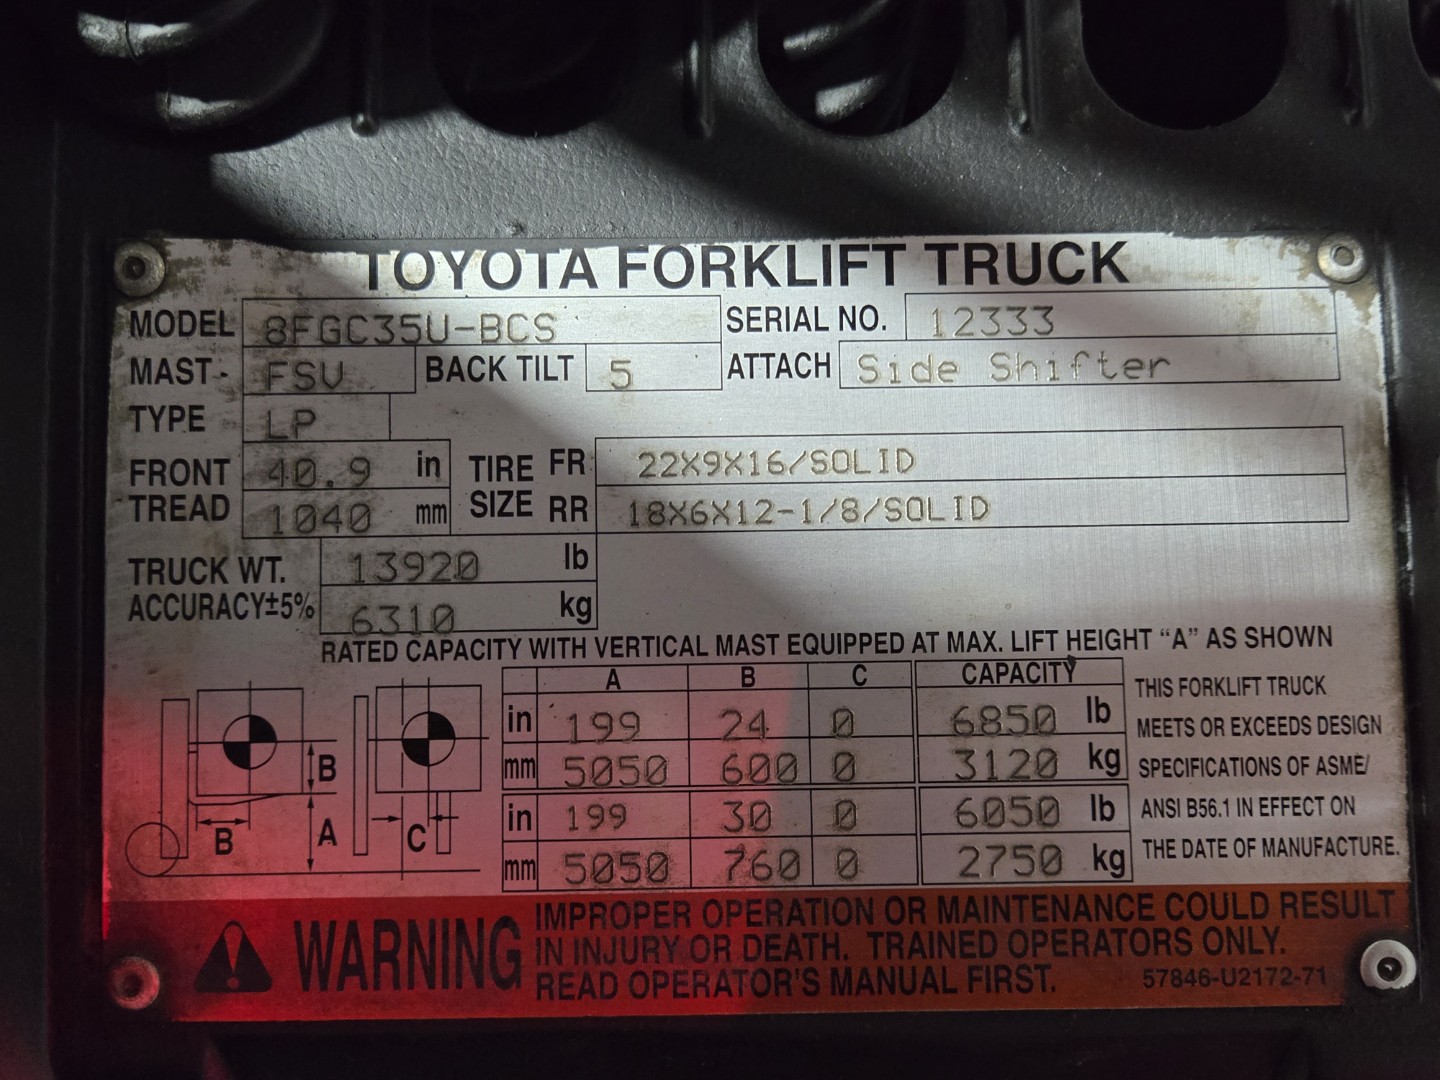 TOYOTA FORKLIFT TRUCK
MODEL 8FGC35U-BCS SERIAL NO. 12333
MAST FSV BACK TILT 5 ATTACH Side Shifter
TYPE LP
FRONT TREAD 40.9 in TIRE SIZE FR 22X9X16/SOLID
1040 mm RR 18X6X12-1/8/SOLID
TRUCK WT. 13920 lb
ACCURACY±5% 6310 kg
RATED CAPACITY WITH VERTICAL MAST EQUIPPED AT MAX. LIFT HEIGHT "A" AS SHOWN
A B C CAPACITY
in 199 24 0 6850 lb
mm 5050 600 0 3120 kg
in 199 30 0 6050 lb
mm 5050 760 0 2750 kg
B
B A C
THIS FORKLIFT TRUCK
MEETS OR EXCEEDS DESIGN
SPECIFICATIONS OF ASME/
ANSI B56.1 IN EFFECT ON
THE DATE OF MANUFACTURE.
WARNING
IMPROPER OPERATION OR MAINTENANCE COULD RESULT
IN INJURY OR DEATH. TRAINED OPERATORS ONLY.
READ OPERATOR'S MANUAL FIRST.
57846-U2172-71